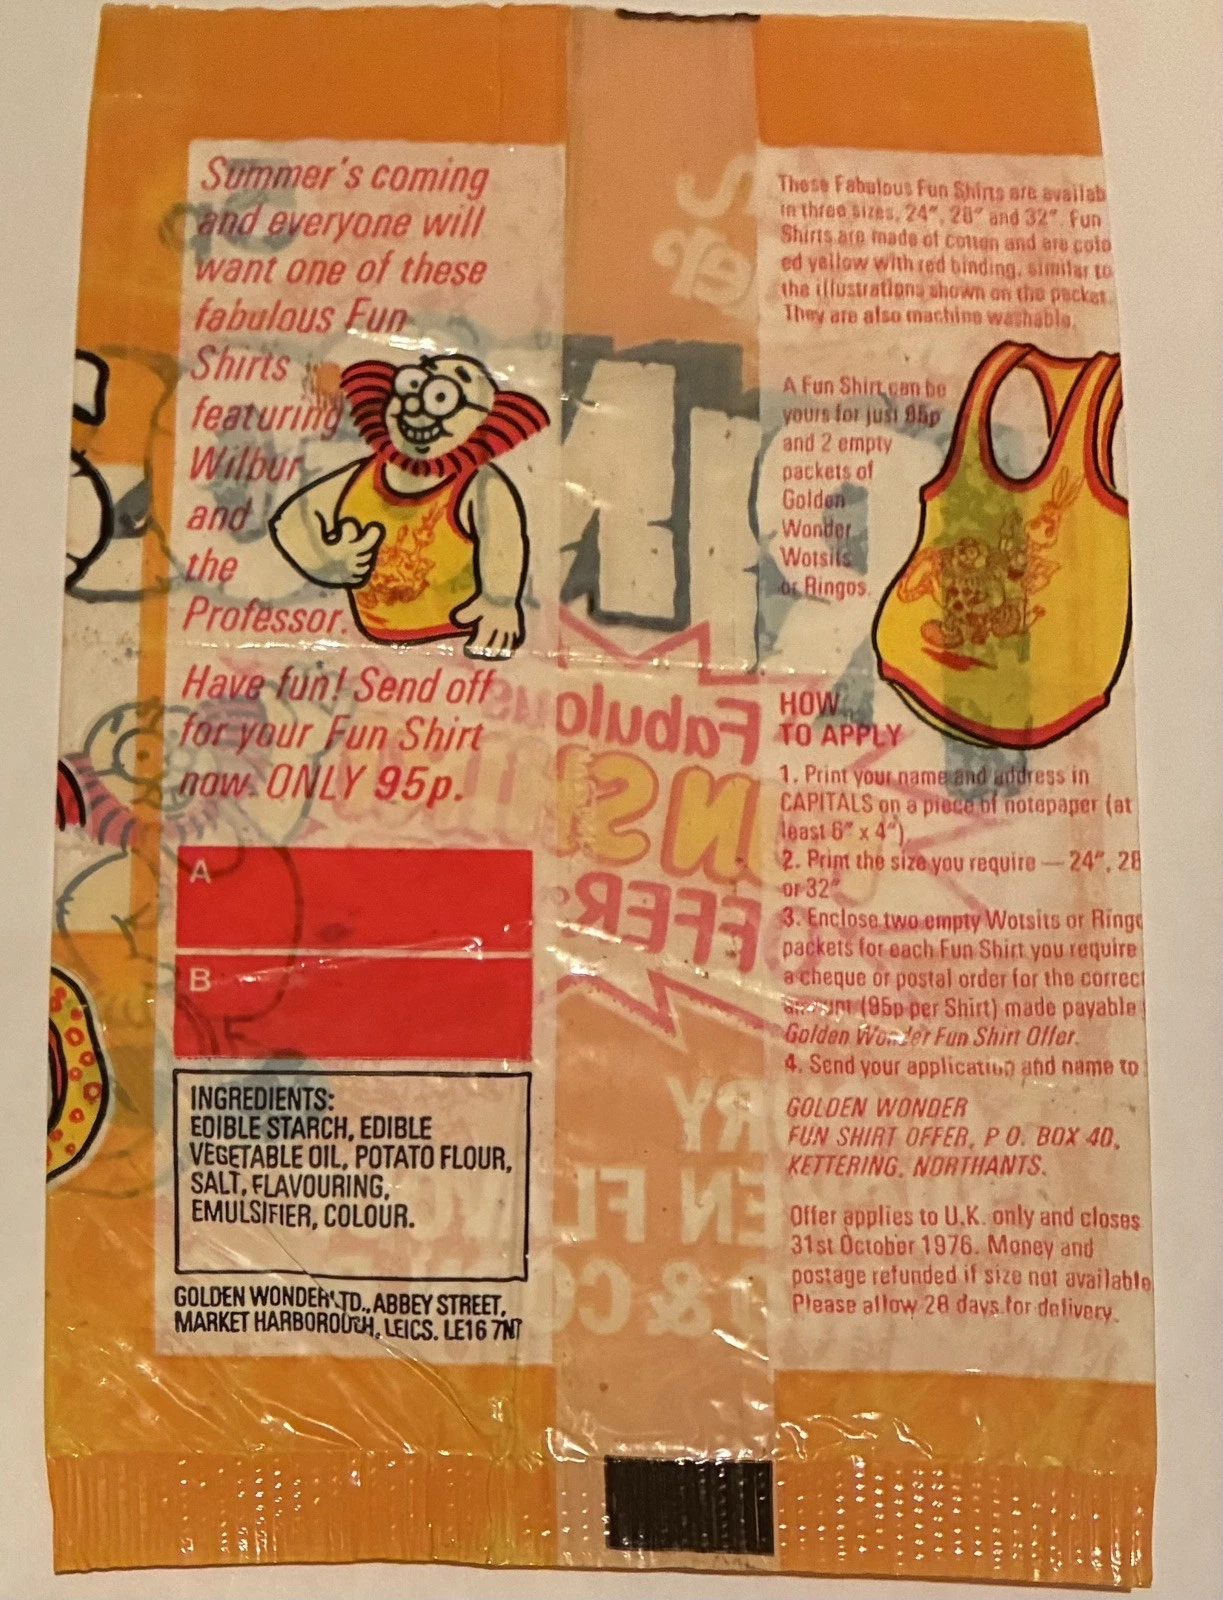 Summer's coming
and everyone will
want one of these
fabulous Fun
Shirts
featuring
Wilbur
and
the
Professor.
Have fun! Send off
for your Fun Shirt
now. ONLY 95p.
A
B
INGREDIENTS:
EDIBLE STARCH, EDIBLE
VEGETABLE OIL, POTATO FLOUR,
SALT, FLAVOURING,
EMULSIFIER, COLOUR.
GOLDEN WONDER LTD., ABBEY STREET,
MARKET HARBOROUGH, LEICS. LE16 7NT
Fabulous
FFER
& CO
These Fabulous Fun Shirts are availab
in three sizes, 24", 28" and 32". Fun
Shirts are made of cotton and are colo
ed yellow with red binding, similar to
the illustrations shown on the packet.
They are also machine washable.
A Fun Shirt can be
yours for just 95p
and 2 empty
packets of
Golden
Wonder
Wotsits
or Ringos.
HOW
TO APPLY
1. Print your name and address in
CAPITALS on a piece of notepaper (at
least 6" x 4")
2. Print the size you require — 24", 28
or 32"
3. Enclose two empty Wotsits or Ringo
packets for each Fun Shirt you require
a cheque or postal order for the correct
amount (95p per Shirt) made payable
Golden Wonder Fun Shirt Offer.
4. Send your application and name to
GOLDEN WONDER
FUN SHIRT OFFER, P O. BOX 40,
KETTERING, NORTHANTS.
Offer applies to U.K. only and closes
31st October 1976. Money and
postage refunded if size not available
Please allow 28 days for delivery.